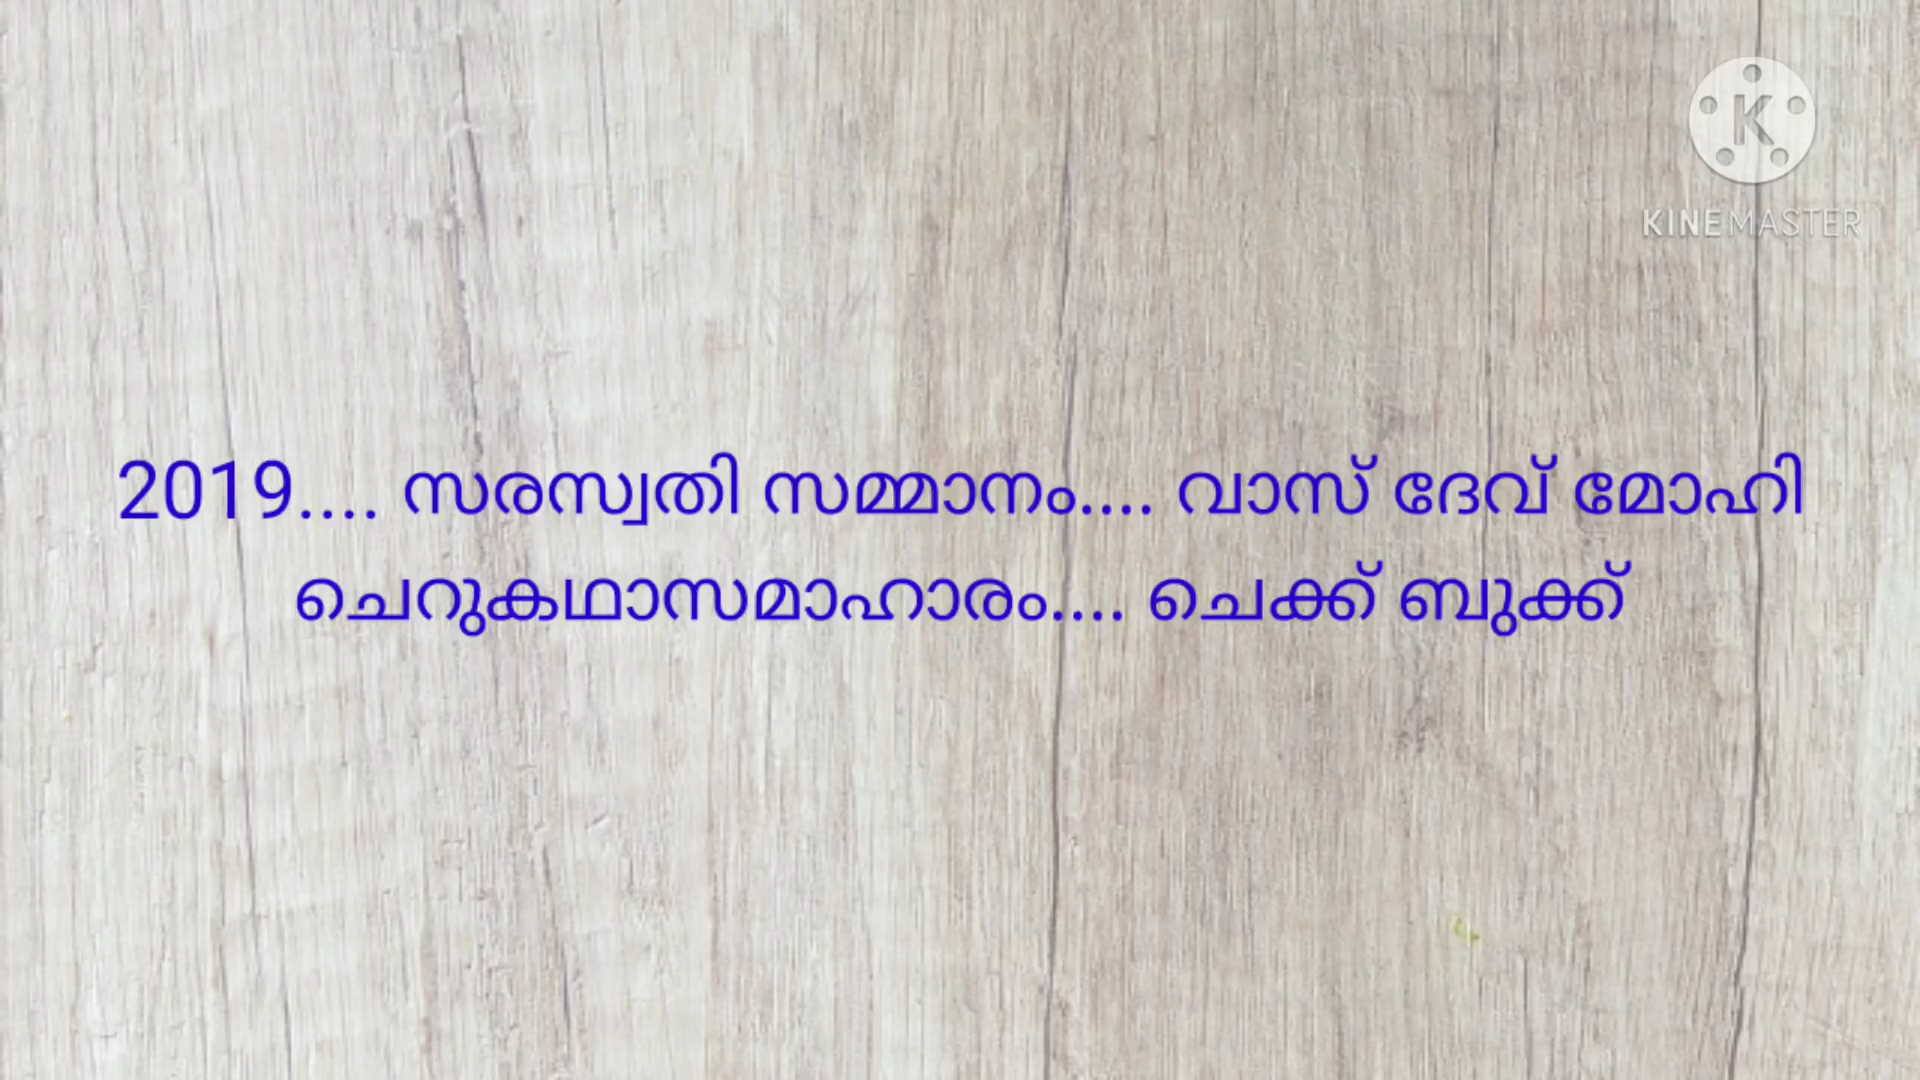 K
KINEMASTER
2019.... സരസ്വതി സമ്മാനം.... വാസ് ദേവ് മോഹി
ചെറുകഥാസമാഹാരം.... ചെക്ക് ബുക്ക്